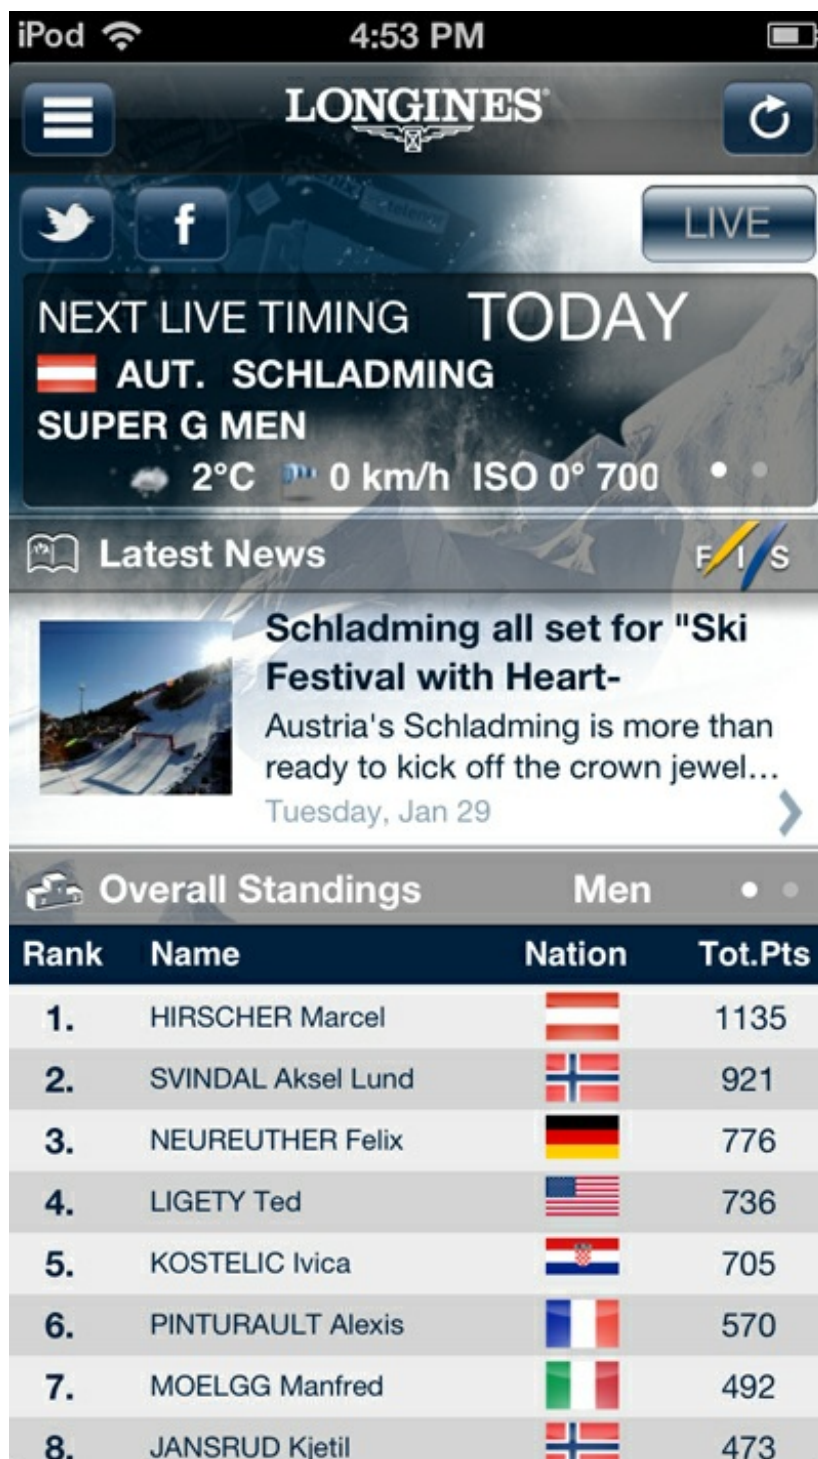 iPod 4:53 PM
LONGINES
f LIVE
NEXT LIVE TIMING TODAY
AUT. SCHLADMING
SUPER G MEN
2°C 0 km/h ISO 0° 700
Latest News FIS
Schladming all set for "Ski
Festival with Heart-
Austria's Schladming is more than
ready to kick off the crown jewel...
Tuesday, Jan 29
Overall Standings Men
Rank Name Nation Tot.Pts
1. HIRSCHER Marcel 1135
2. SVINDAL Aksel Lund 921
3. NEUREUTHER Felix 776
4. LIGETY Ted 736
5. KOSTELIC Ivica 705
6. PINTURAULT Alexis 570
7. MOELGG Manfred 492
8. JANSRUD Kjetil 473